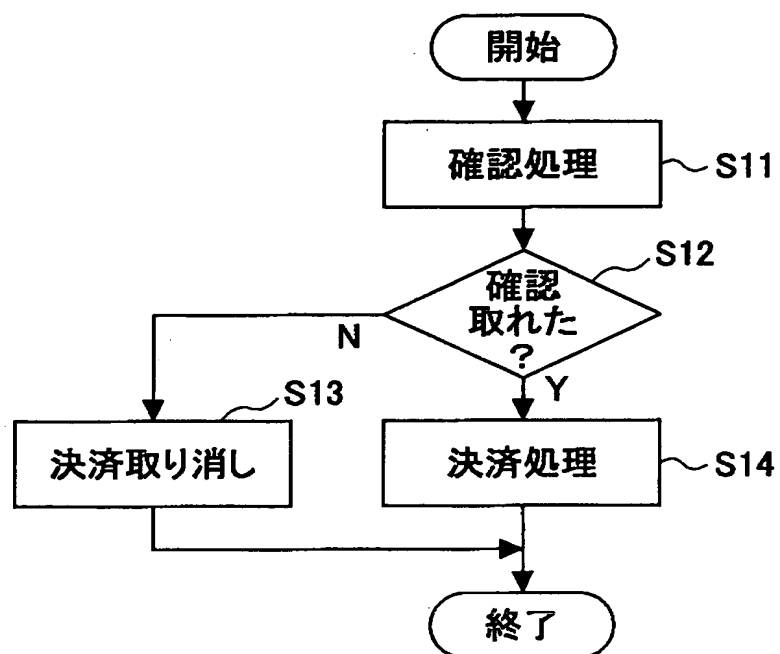 開始
確認処理
S11
S12
確認
取れた
?
N
Y
S13
決済取り消し
決済処理
S14
終了